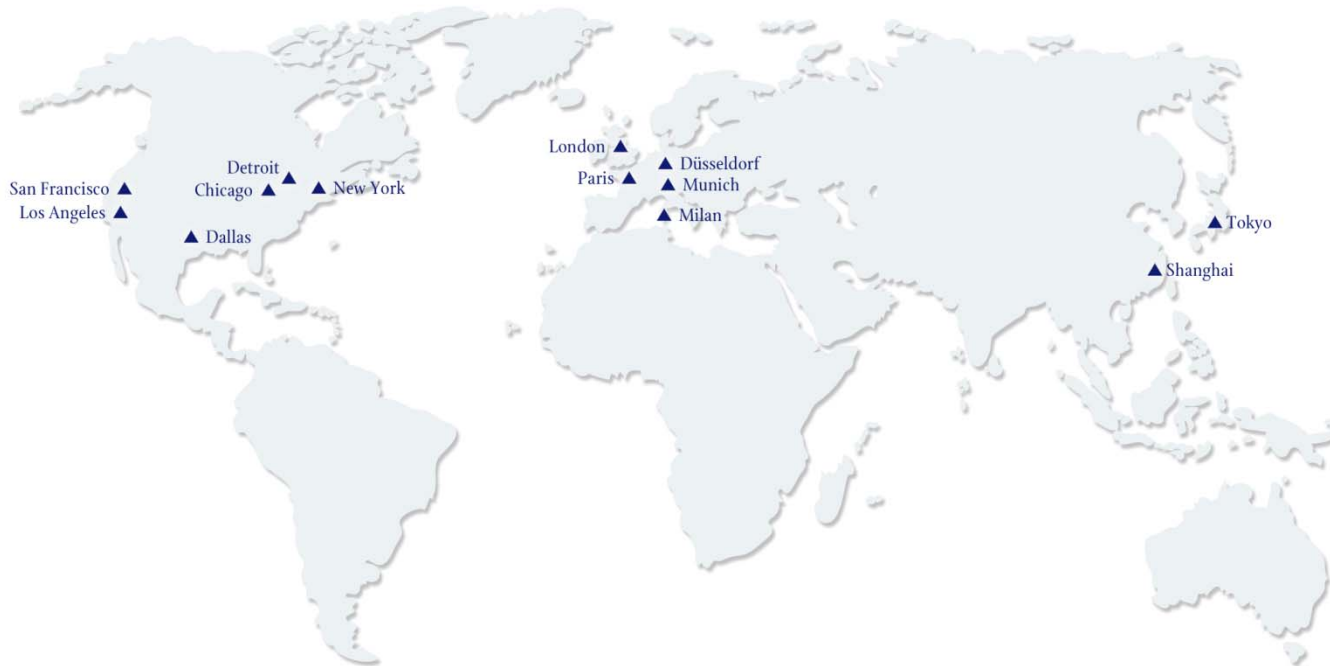 London
Detroit
Düsseldorf
Paris
Munich
San Francisco
Chicago
New York
Los Angeles
Milan
Tokyo
Dallas
Shanghai